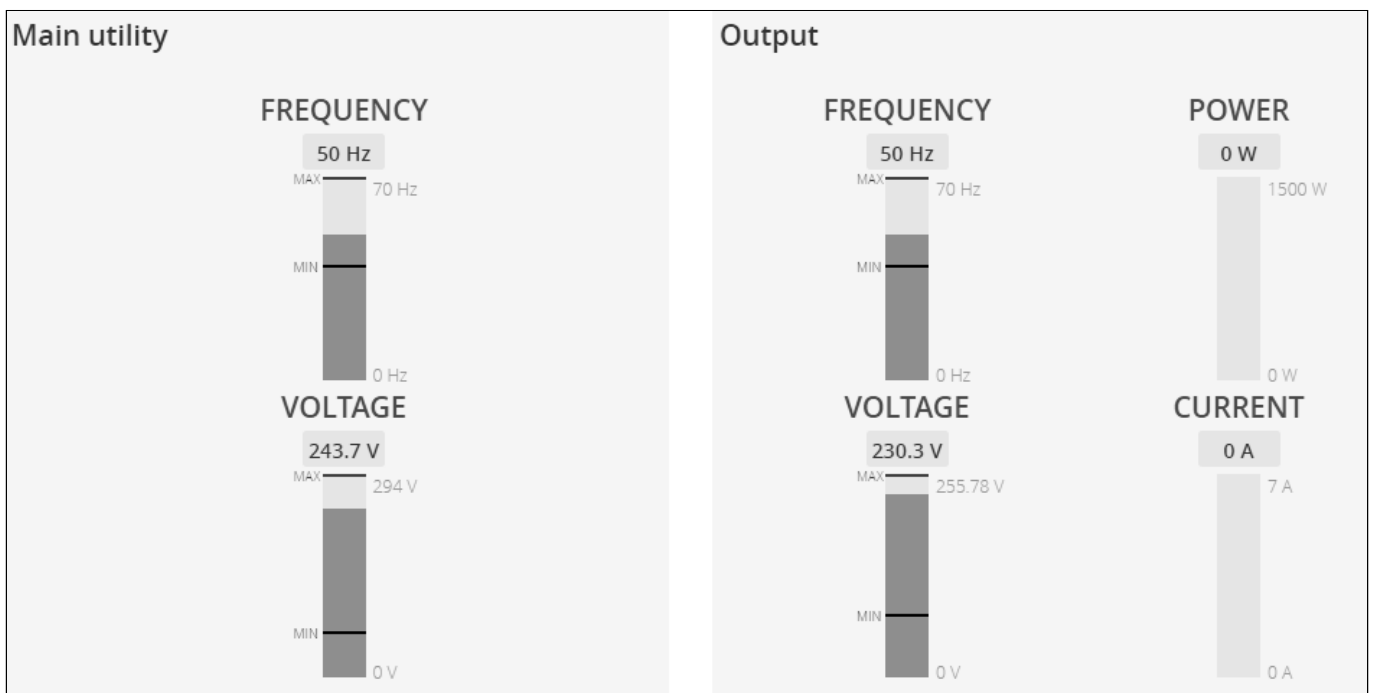 Main utility
FREQUENCY
50 Hz
MAX
70 Hz
MIN
0 Hz
VOLTAGE
243.7 V
MAX
294 V
MIN
0 V
Output
FREQUENCY
50 Hz
MAX
70 Hz
MIN
0 Hz
VOLTAGE
230.3 V
MAX
255.78 V
MIN
0 V
POWER
0 W
1500 W
0 W
CURRENT
0 A
7 A
0 A